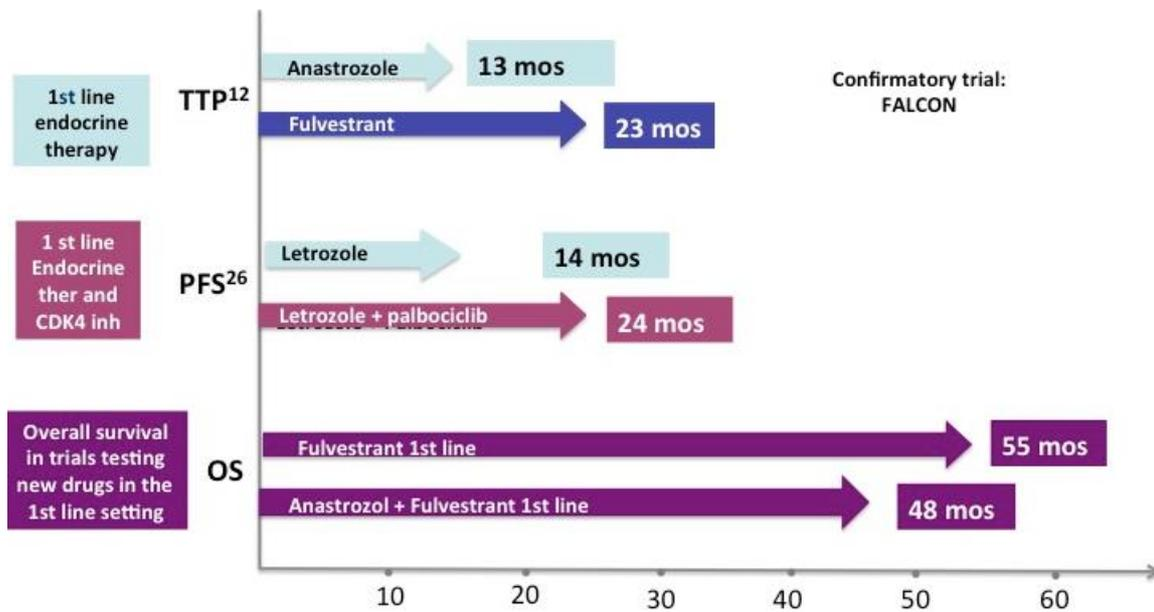 Anastrozole
13 mos
Confirmatory trial:
FALCON
1st line
endocrine
therapy
TTP12
Fulvestrant
23 mos
1 st line
Endocrine
ther and
CDK4 inh
PFS26
Letrozole
14 mos
Letrozole + palbociclib
24 mos
Overall survival
in trials testing
new drugs in the
1st line setting
OS
Fulvestrant 1st line
55 mos
Anastrozol + Fulvestrant 1st line
48 mos
10 20 30 40 50 60